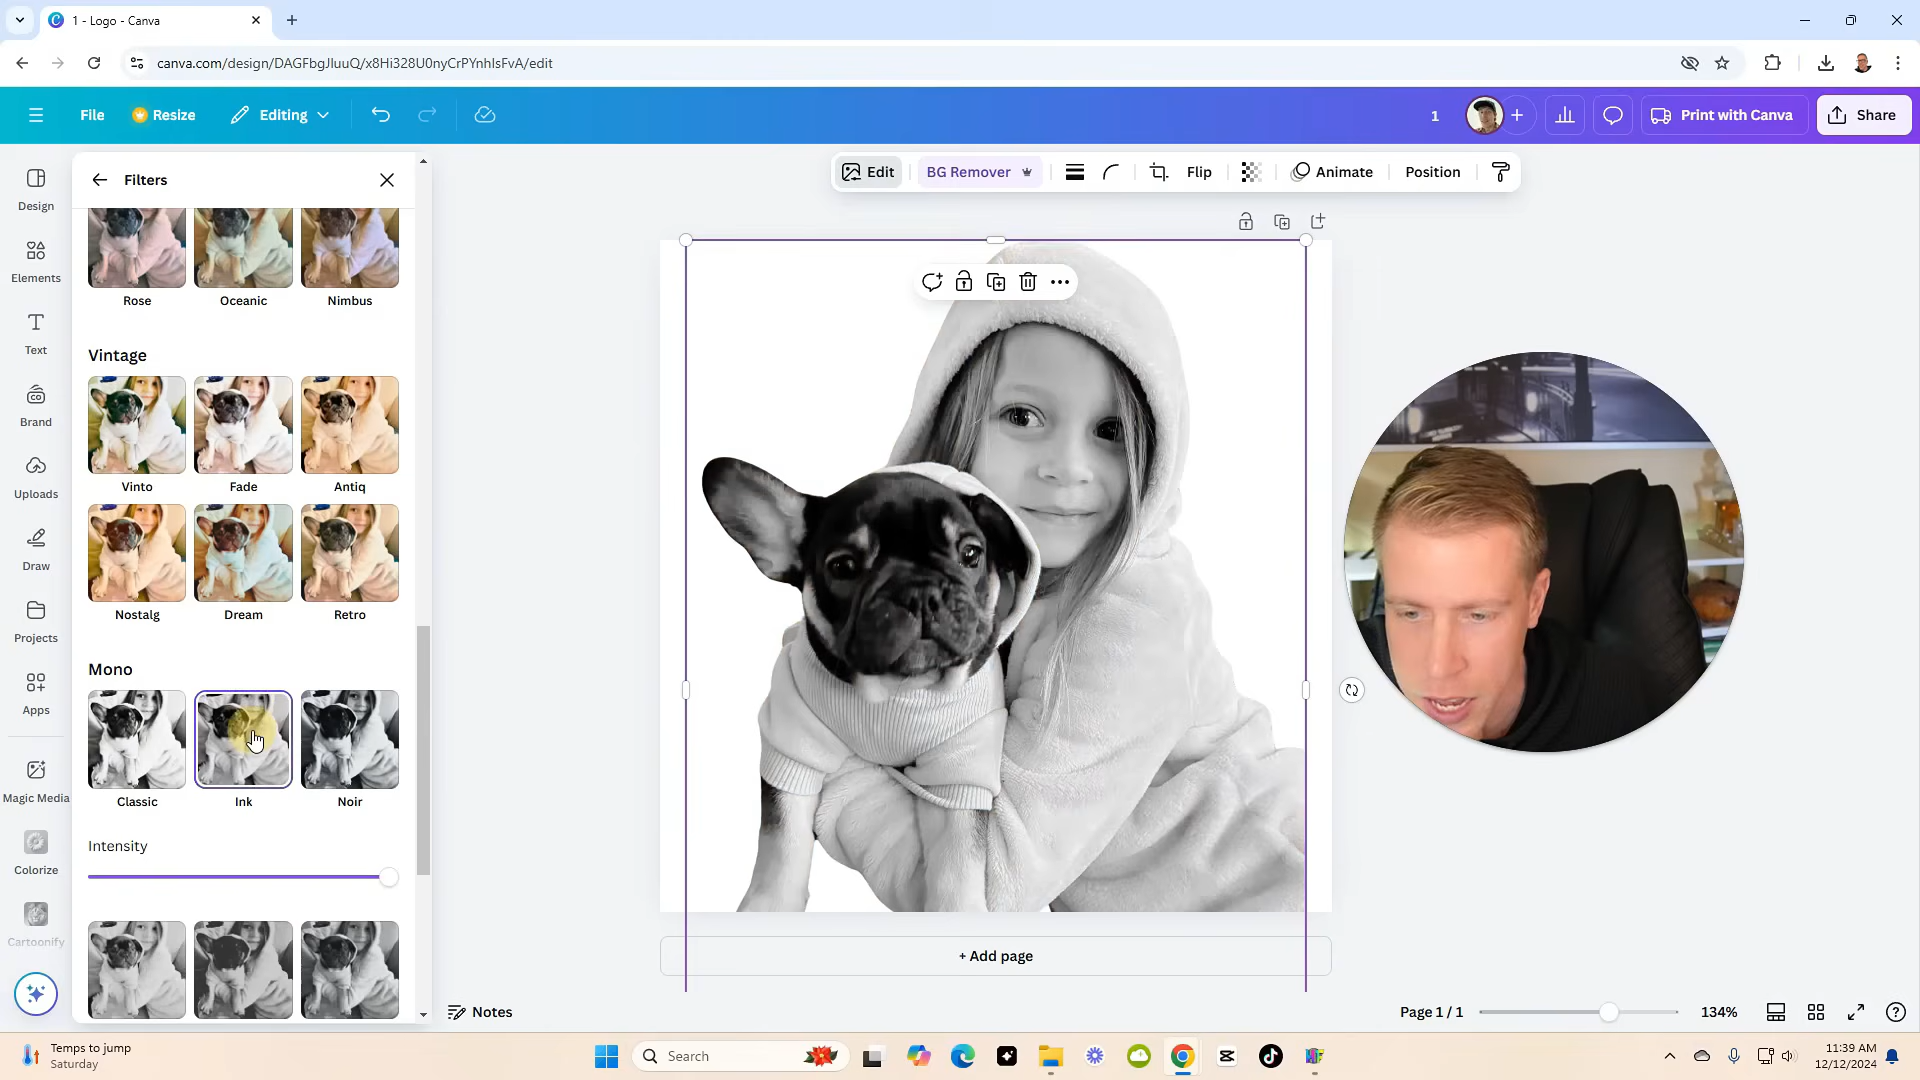 1 - Logo - Canva
canva.com/design/DAGFbgJluuQ/x8Hi328U0nyCrPYnhIsFvA/edit
File
Resize
Editing
1
Print with Canva
Share
Design
Elements
Text
Brand
Uploads
Draw
Projects
Apps
Magic Media
Colorize
Cartoonify
Filters
Rose
Oceanic
Nimbus
Vintage
Vinto
Fade
Antiq
Nostalg
Dream
Retro
Mono
Classic
Ink
Noir
Intensity
Edit
BG Remover
Flip
Animate
Position
+ Add page
Notes
Page 1 / 1
134%
Temps to jump
Saturday
Search
11:39 AM
12/12/2024